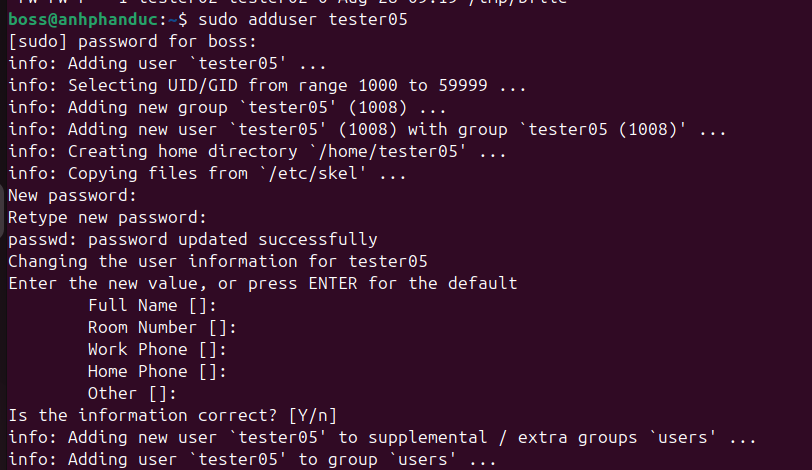 boss@anhphanduc:~$ sudo adduser tester05
[sudo] password for boss:
info: Adding user `tester05' ...
info: Selecting UID/GID from range 1000 to 59999 ...
info: Adding new group `tester05' (1008) ...
info: Adding new user `tester05' (1008) with group `tester05 (1008)' ...
info: Creating home directory `/home/tester05' ...
info: Copying files from `/etc/skel' ...
New password:
Retype new password:
passwd: password updated successfully
Changing the user information for tester05
Enter the new value, or press ENTER for the default
Full Name []:
Room Number []:
Work Phone []:
Home Phone []:
Other []:
Is the information correct? [Y/n]
info: Adding new user `tester05' to supplemental / extra groups `users' ...
info: Adding user `tester05' to group `users' ...